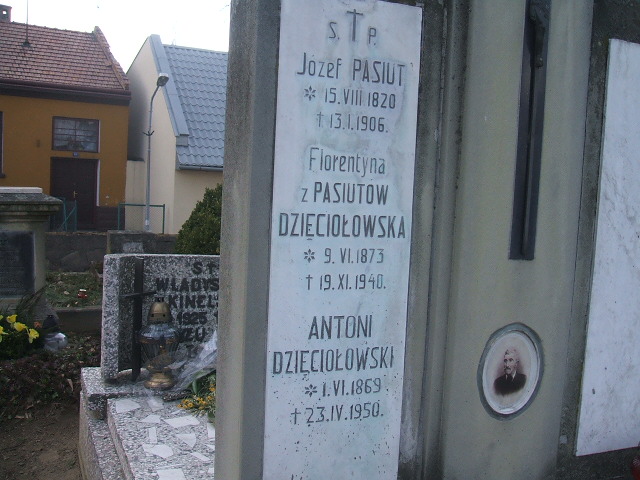 S. P.
Józef PASIUT
* 15. VIII 1820
† 13. I. 1906.
Florentyna
z PASIUTÓW
DZIĘCIOŁOWSKA
* 9. VI. 1873
† 19. XI. 1940.
ANTONI
DZIĘCIOŁOWSKI
* 1. VI. 1869
† 23. IV. 1950.